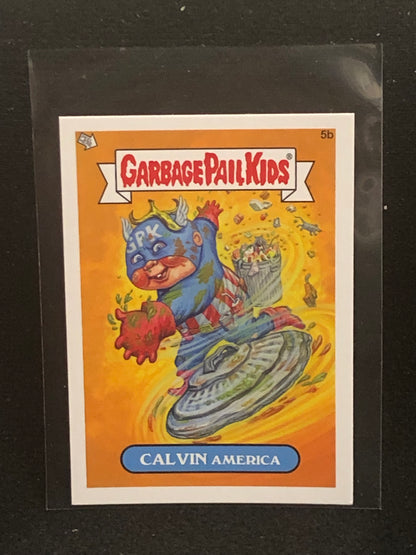 5b
GARBAGE PAIL KIDS®
GPK
CALVIN AMERICA